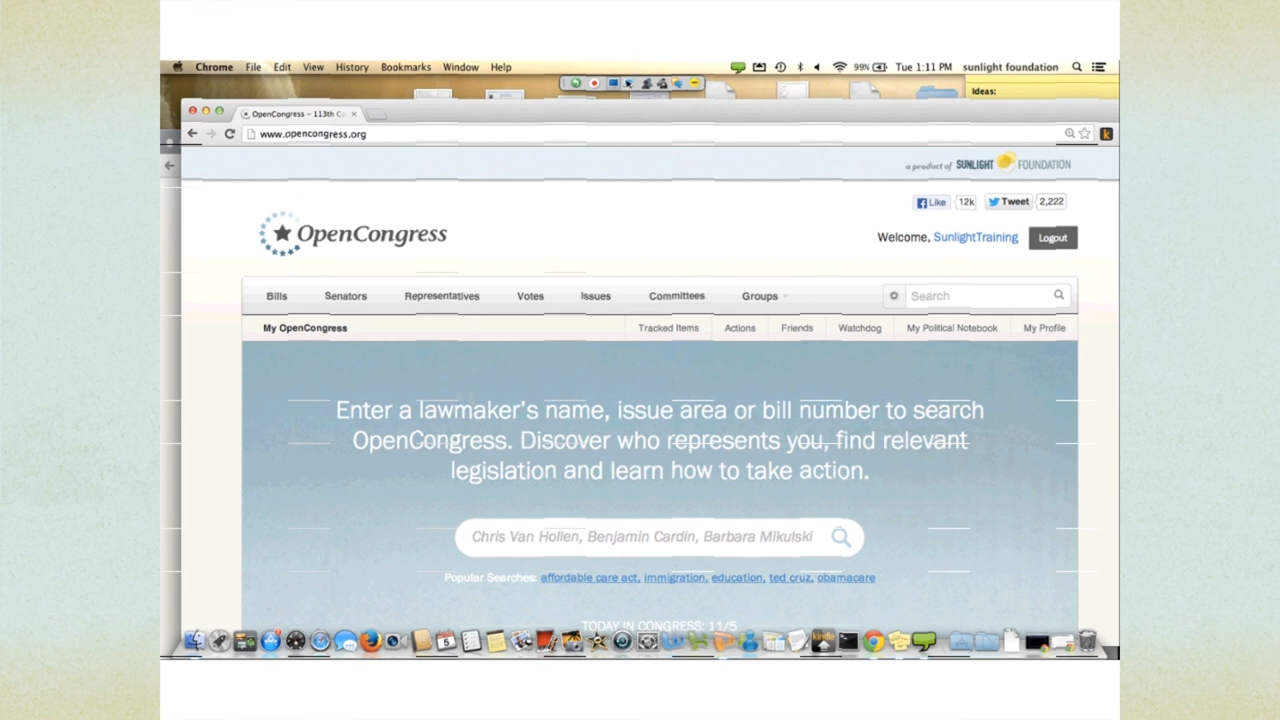 Chrome File Edit View History Bookmarks Window Help 99% Tue 1:11 PM sunlight foundation
Ideas:
OpenCongress – 113th Co
www.opencongress.org
a product of SUNLIGHT FOUNDATION
Like 12k Tweet 2,222
OpenCongress
Welcome, SunlightTraining Logout
Bills Senators Representatives Votes Issues Committees Groups Search
My OpenCongress Tracked Items Actions Friends Watchdog My Political Notebook My Profile
Enter a lawmaker's name, issue area or bill number to search
OpenCongress. Discover who represents you, find relevant
legislation and learn how to take action.
Chris Van Hollen, Benjamin Cardin, Barbara Mikulski
Popular Searches: affordable care act, immigration, education, ted cruz, obamacare
TODAY IN CONGRESS: 11/5
5
kindle